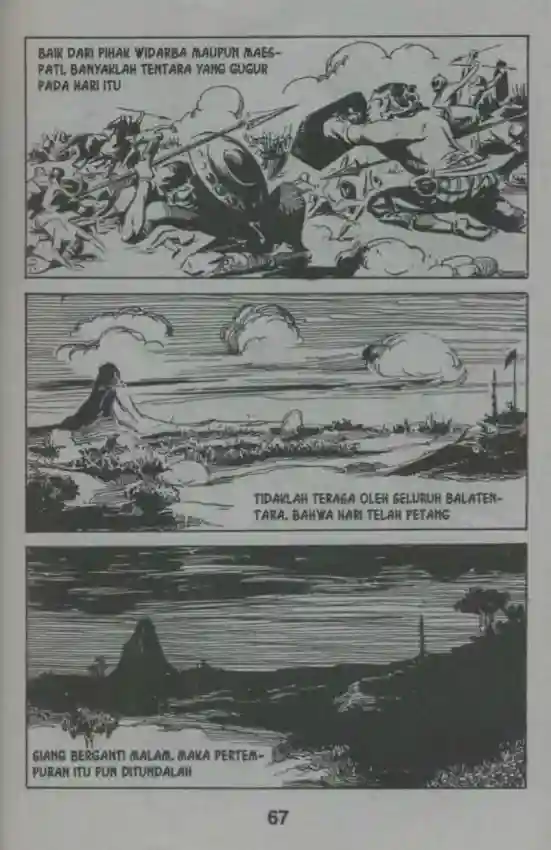 BAIK DARI PIHAK WIDARBA MAUPUN MAES-
PATI, BANYAKLAH TENTARA YANG GUGUR
PADA HARI ITU
TIDAKLAH TERASA OLEH SELURUH BALATEN-
TARA, BAHWA HARI TELAH PETANG
SIANG BERGANTI MALAM, MAKA PERTEM-
PURAN ITU PUN DITUNDALAH
67